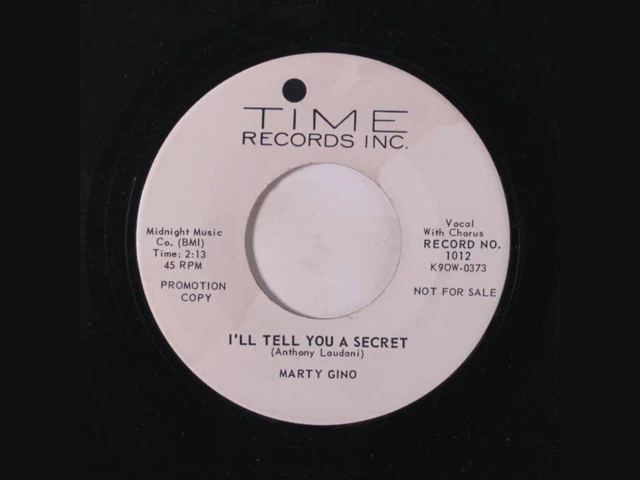 TIME
RECORDS INC.
Midnight Music
Co. (BMI)
Time: 2:13
45 RPM
PROMOTION
COPY
Vocal
With Chorus
RECORD NO.
1012
K9OW-0373
NOT FOR SALE
I'LL TELL YOU A SECRET
(Anthony Laudani)
MARTY GINO